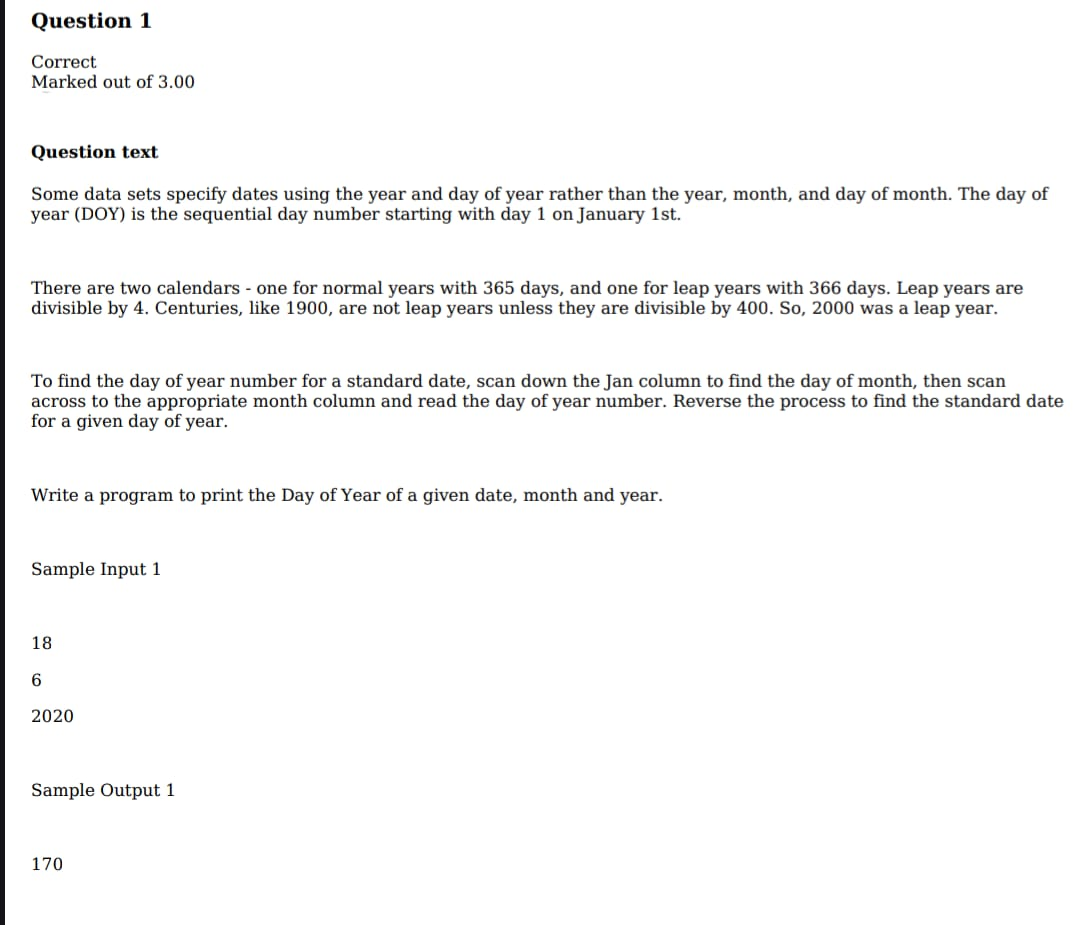 Question 1
Correct
Marked out of 3.00
Question text
Some data sets specify dates using the year and day of year rather than the year, month, and day of month. The day of
year (DOY) is the sequential day number starting with day 1 on January 1st.
There are two calendars - one for normal years with 365 days, and one for leap years with 366 days. Leap years are
divisible by 4. Centuries, like 1900, are not leap years unless they are divisible by 400. So, 2000 was a leap year.
To find the day of year number for a standard date, scan down the Jan column to find the day of month, then scan
across to the appropriate month column and read the day of year number. Reverse the process to find the standard date
for a given day of year.
Write a program to print the Day of Year of a given date, month and year.
Sample Input 1
18
6
2020
Sample Output 1
170